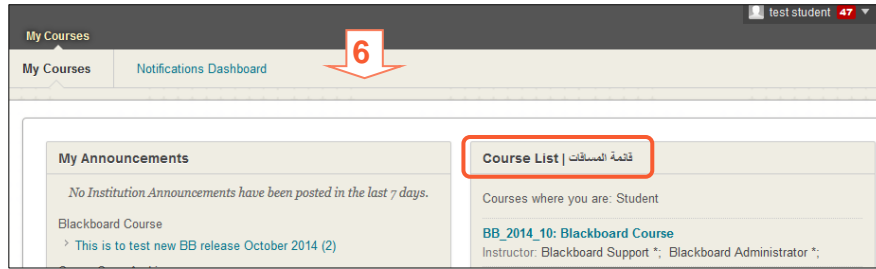 test student 47
My Courses
My Courses Notifications Dashboard
6
My Announcements
No Institution Announcements have been posted in the last 7 days.
Blackboard Course
This is to test new BB release October 2014 (2)
Course List | قائمة المساقات
Courses where you are: Student
BB_2014_10: Blackboard Course
Instructor: Blackboard Support *; Blackboard Administrator *;